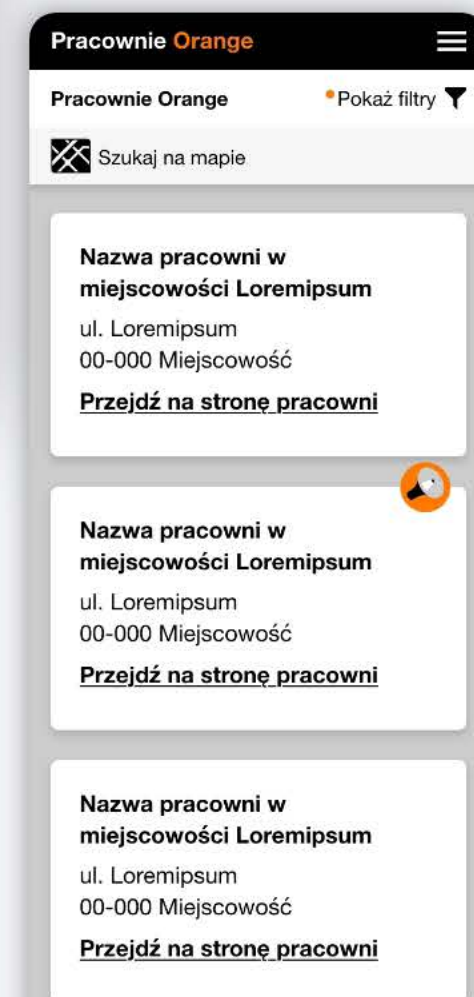 Pracownie Orange
Pracownie Orange
Pokaż filtry
Szukaj na mapie
Nazwa pracowni w
miejscowości Loremipsum
ul. Loremipsum
00-000 Miejscowość
Przejdź na stronę pracowni
Nazwa pracowni w
miejscowości Loremipsum
ul. Loremipsum
00-000 Miejscowość
Przejdź na stronę pracowni
Nazwa pracowni w
miejscowości Loremipsum
ul. Loremipsum
00-000 Miejscowość
Przejdź na stronę pracowni